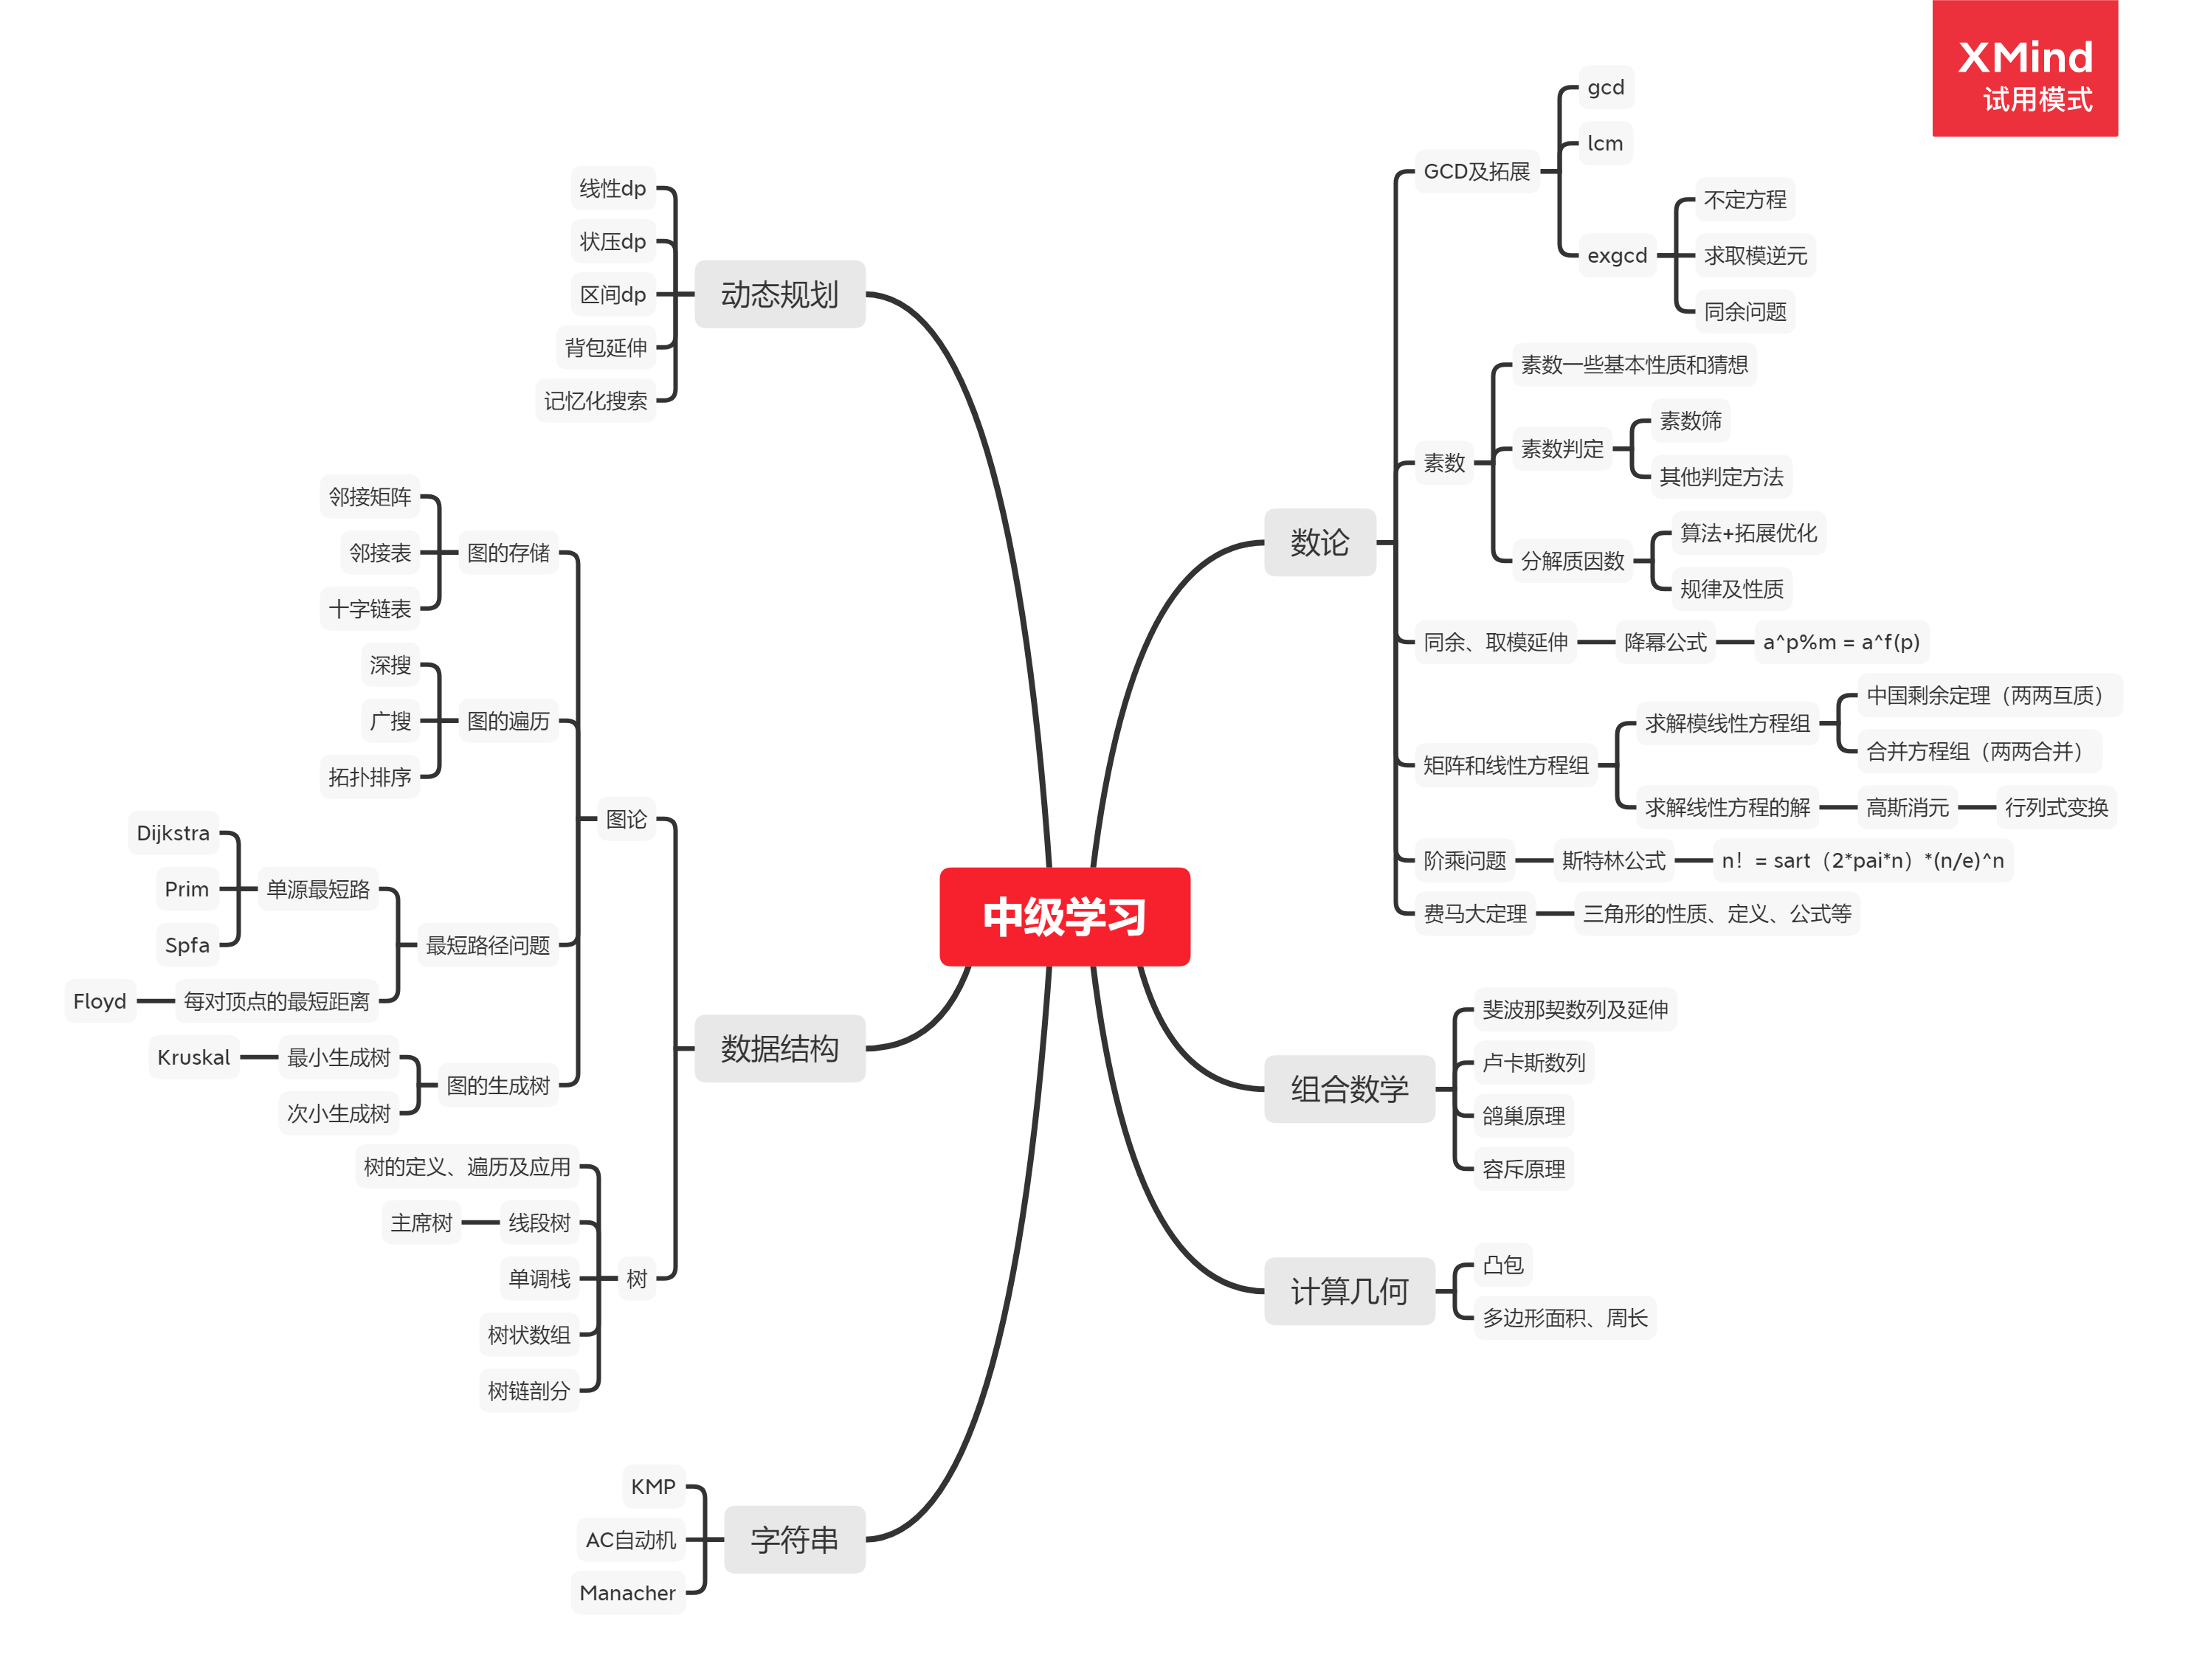 XMind
试用模式
中级学习
数论
GCD及拓展
gcd
lcm
exgcd
不定方程
求取模逆元
同余问题
素数
素数一些基本性质和猜想
素数判定
素数筛
其他判定方法
分解质因数
算法+拓展优化
规律及性质
同余、取模延伸
降幂公式
a^p%m = a^f(p)
矩阵和线性方程组
求解模线性方程组
中国剩余定理（两两互质）
合并方程组（两两合并）
求解线性方程的解
高斯消元
行列式变换
阶乘问题
斯特林公式
n！= sart（2*pai*n）*(n/e)^n
费马大定理
三角形的性质、定义、公式等
组合数学
斐波那契数列及延伸
卢卡斯数列
鸽巢原理
容斥原理
计算几何
凸包
多边形面积、周长
动态规划
线性dp
状压dp
区间dp
背包延伸
记忆化搜索
数据结构
图论
图的存储
邻接矩阵
邻接表
十字链表
图的遍历
深搜
广搜
拓扑排序
最短路径问题
单源最短路
Dijkstra
Prim
Spfa
每对顶点的最短距离
Floyd
图的生成树
最小生成树
Kruskal
次小生成树
树
树的定义、遍历及应用
线段树
主席树
单调栈
树状数组
树链剖分
字符串
KMP
AC自动机
Manacher